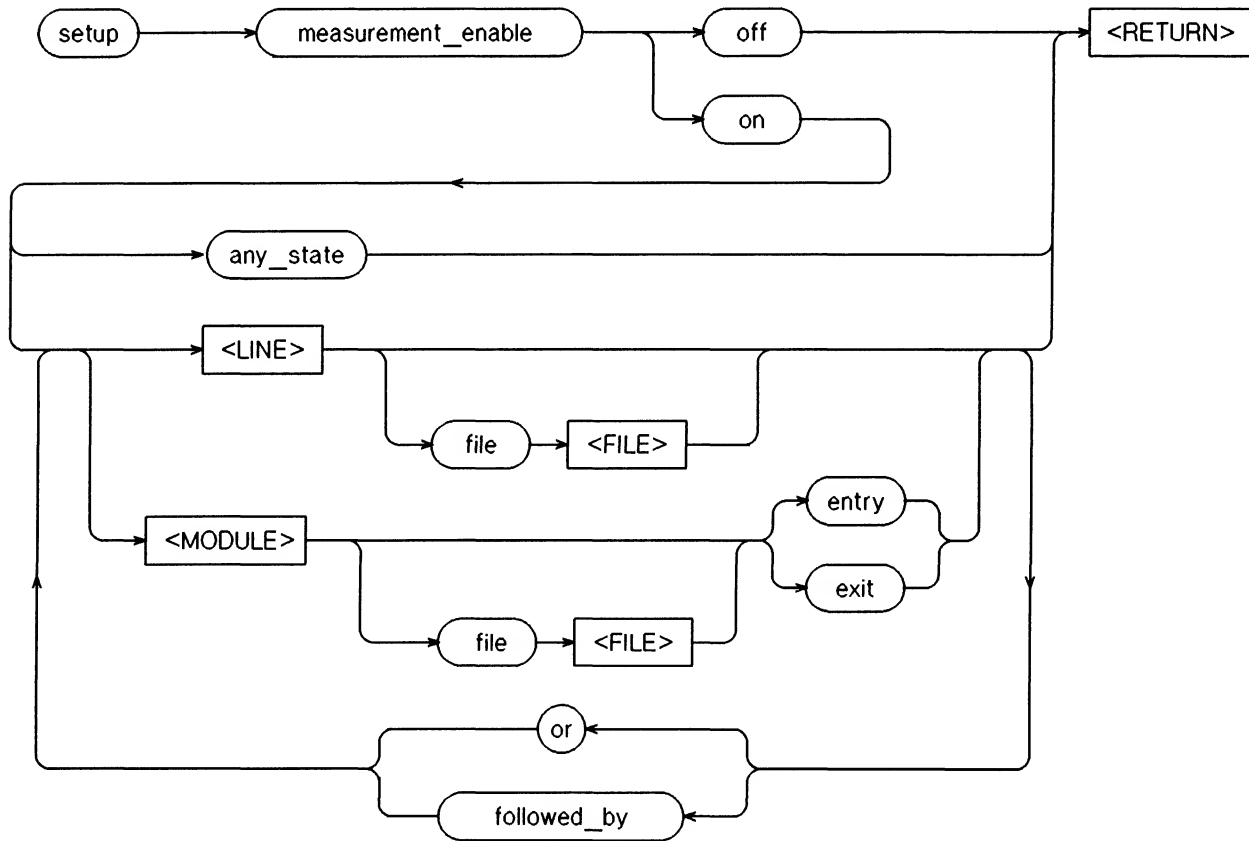 setup measurement_enable off <RETURN>
on
any_state
<LINE>
file <FILE>
entry
<MODULE>
exit
file <FILE>
or
followed_by